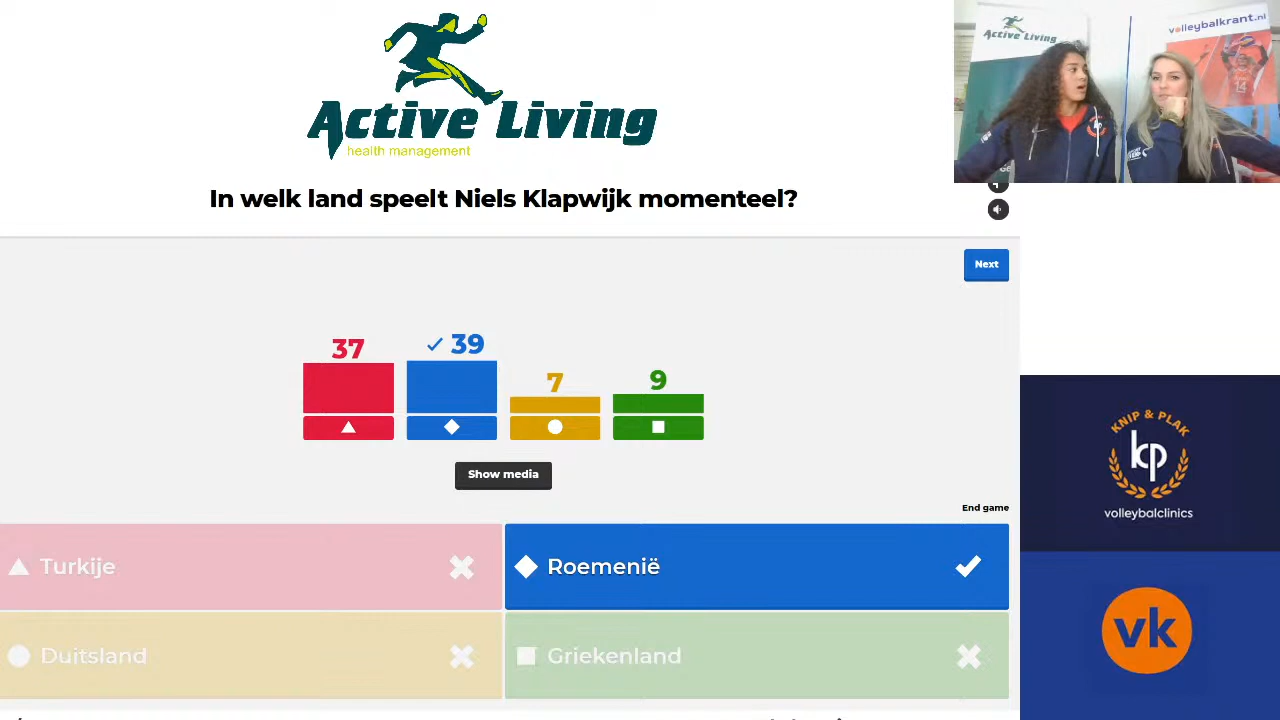 Active Living
health management
In welk land speelt Niels Klapwijk momenteel?
Active Living
volleybalkrant.nl
14
Next
37
39
7
9
Show media
End game
Turkije
Roemenië
Duitsland
Griekenland
KNIP & PLAK
kp
volleybalclinics
vk